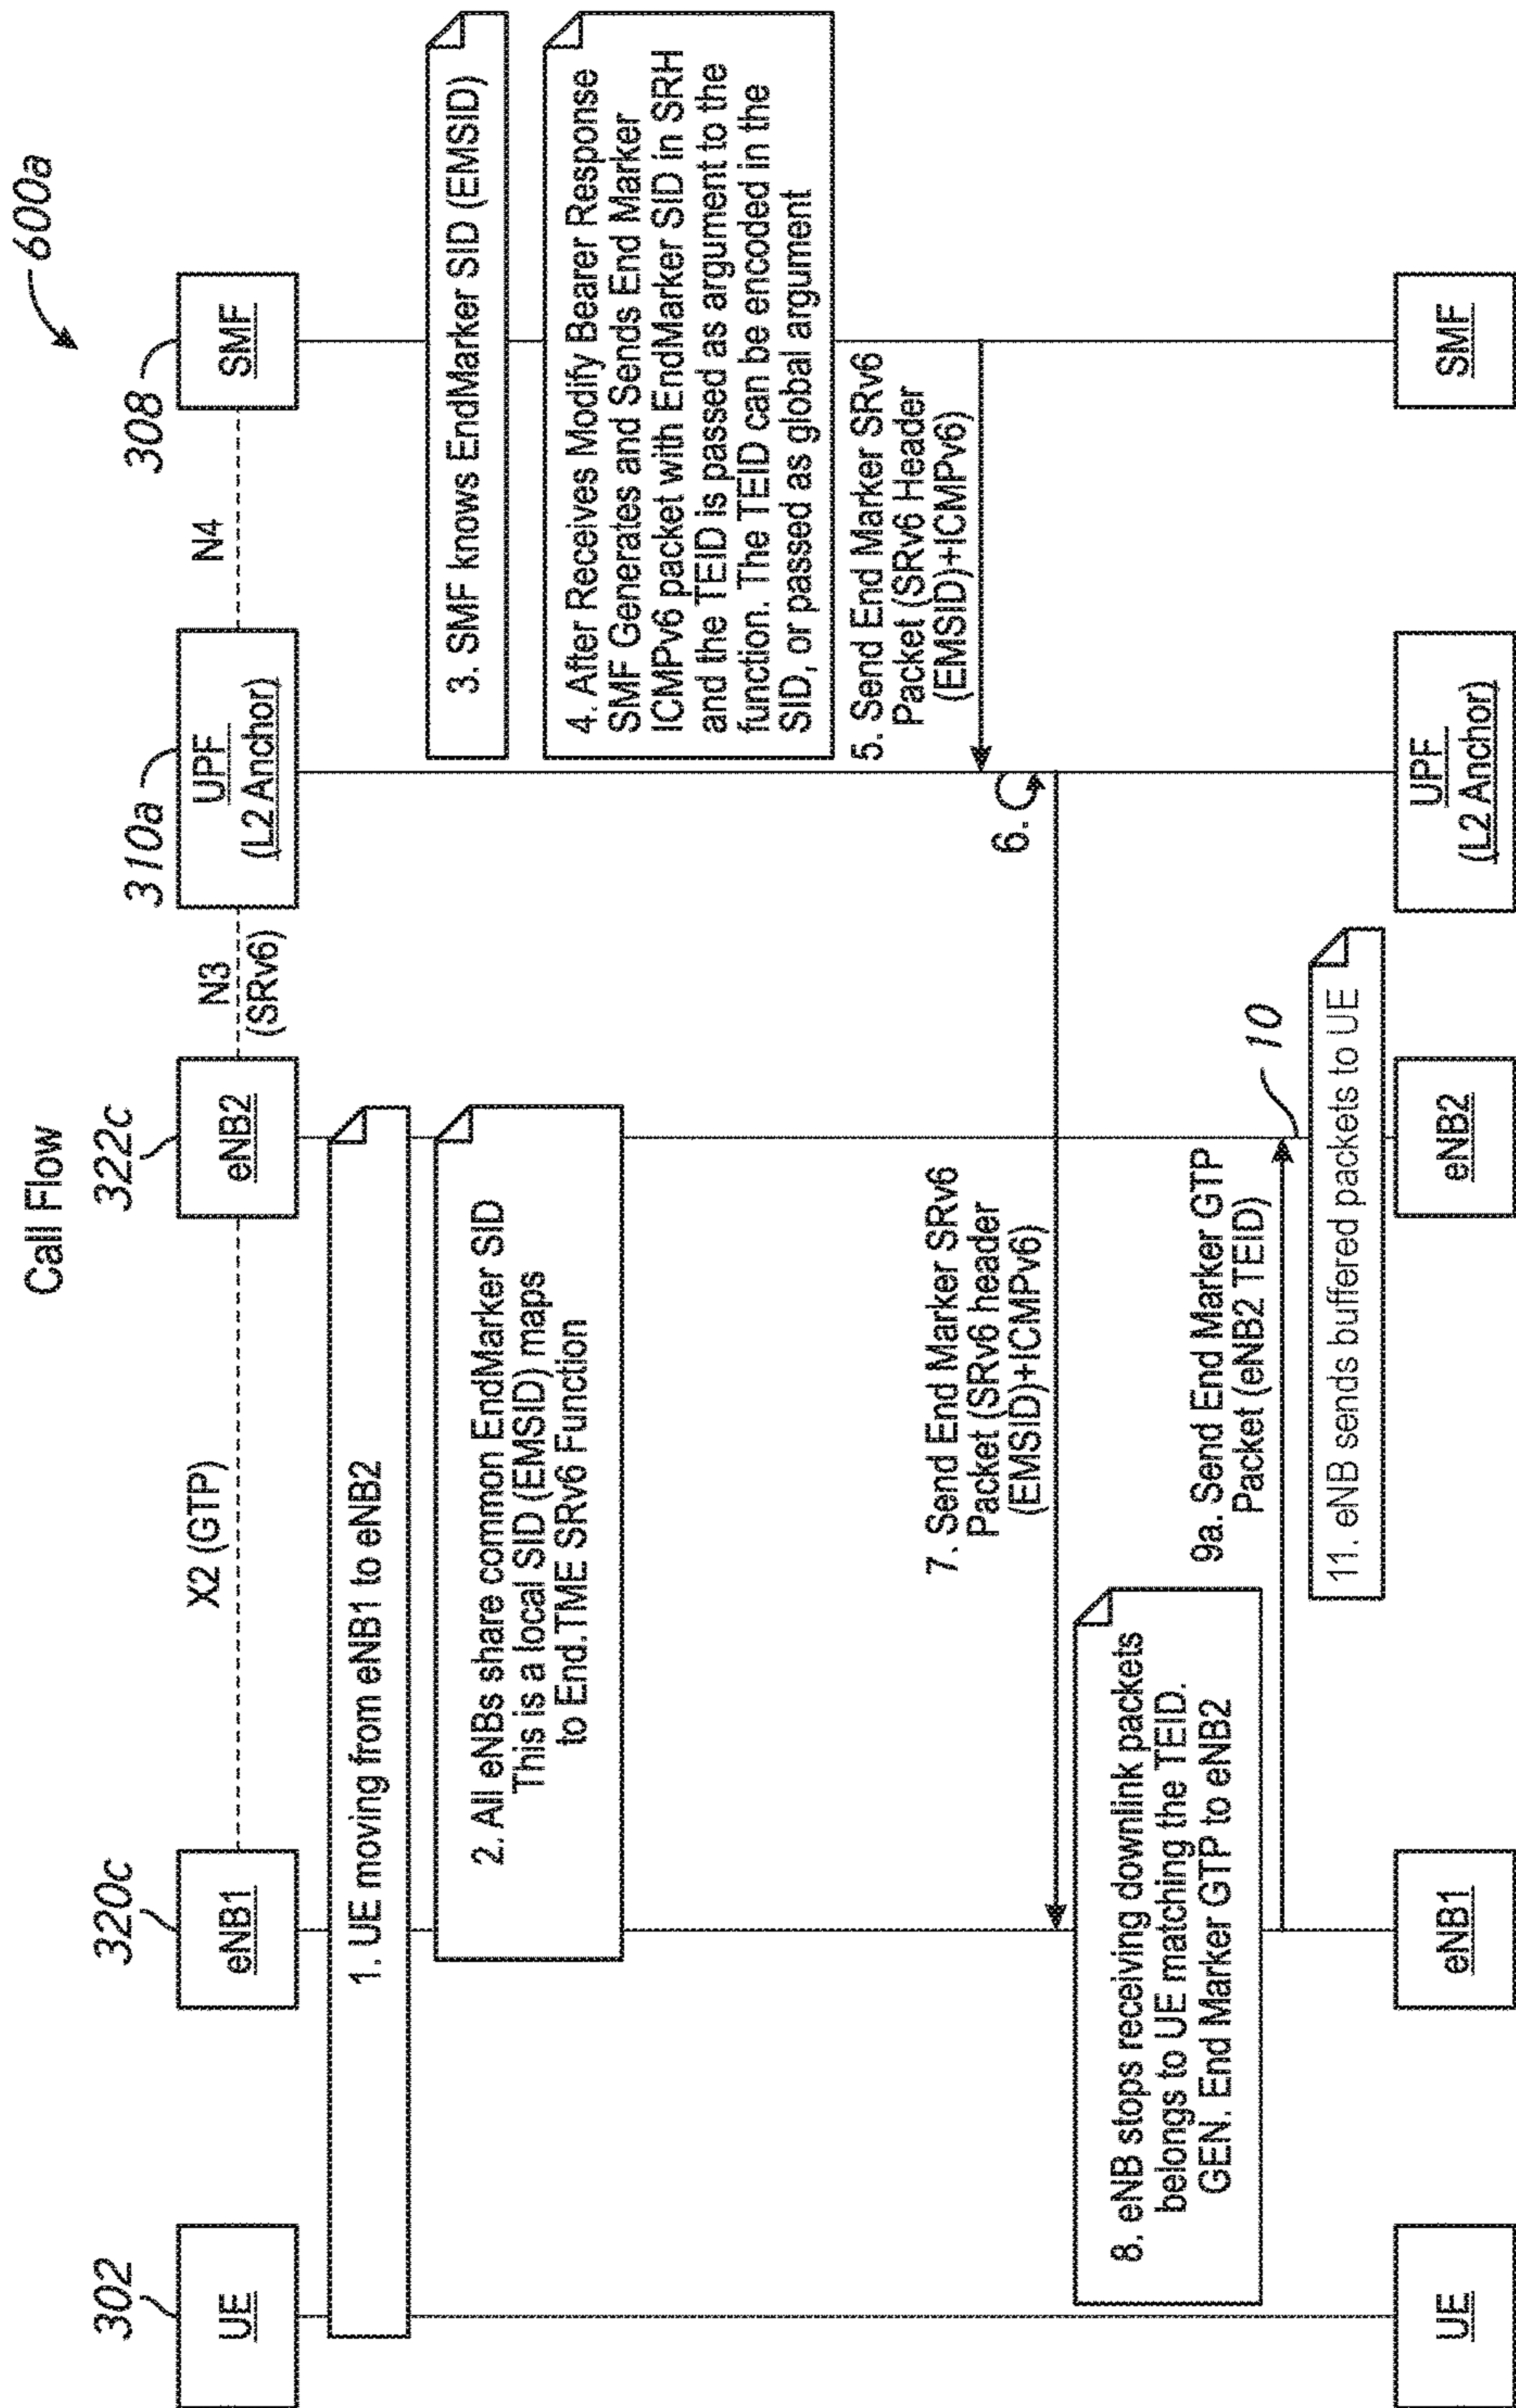 Call Flow
600a
302
320c
322c
310a
308
UE
eNB1
X2 (GTP)
eNB2
N3
(SRv6)
UPF
(L2 Anchor)
N4
SMF
1. UE moving from eNB1 to eNB2
2. All eNBs share common EndMarker SID
This is a local SID (EMSID) maps
to End.TME SRv6 Function
3. SMF knows EndMarker SID (EMSID)
4. After Receives Modify Bearer Response
SMF Generates and Sends End Marker
ICMPv6 packet with EndMarker SID in SRH
and the TEID is passed as argument to the
function. The TEID can be encoded in the
SID, or passed as global argument
5. Send End Marker SRv6
Packet (SRv6 Header
(EMSID)+ICMPv6)
6.
7. Send End Marker SRv6
Packet (SRv6 header
(EMSID)+ICMPv6)
8. eNB stops receiving downlink packets
belongs to UE matching the TEID.
GEN. End Marker GTP to eNB2
9a. Send End Marker GTP
Packet (eNB2 TEID)
10
11. eNB sends buffered packets to UE
UE
eNB1
eNB2
UPF
(L2 Anchor)
SMF